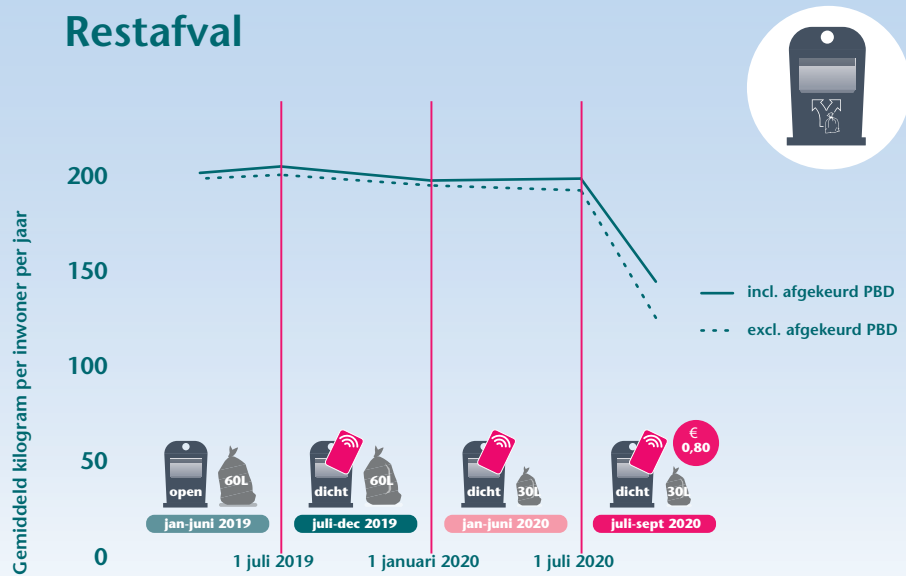 Restafval
Gemiddeld kilogram per inwoner per jaar
200
150
100
50
0
incl. afgekeurd PBD
excl. afgekeurd PBD
open
60L
jan-juni 2019
dicht
60L
juli-dec 2019
dicht
30L
jan-juni 2020
€
0,80
dicht
30L
juli-sept 2020
1 juli 2019
1 januari 2020
1 juli 2020